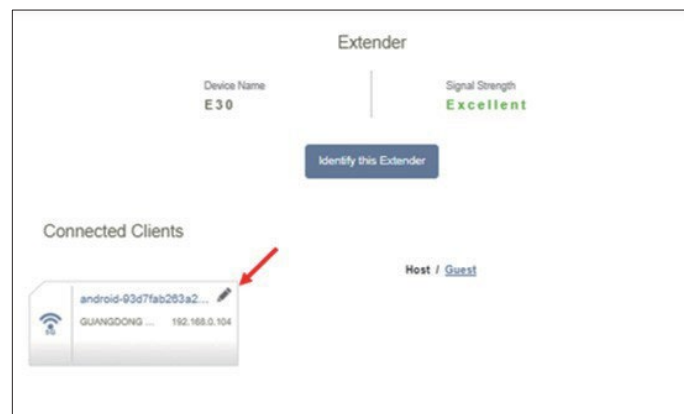 Extender
Device Name
E30
Signal Strength
Excellent
Identify this Extender
Connected Clients
Host / Guest
android-93d7fab263a2...
GUANGDONG ...
192.168.0.104
5G